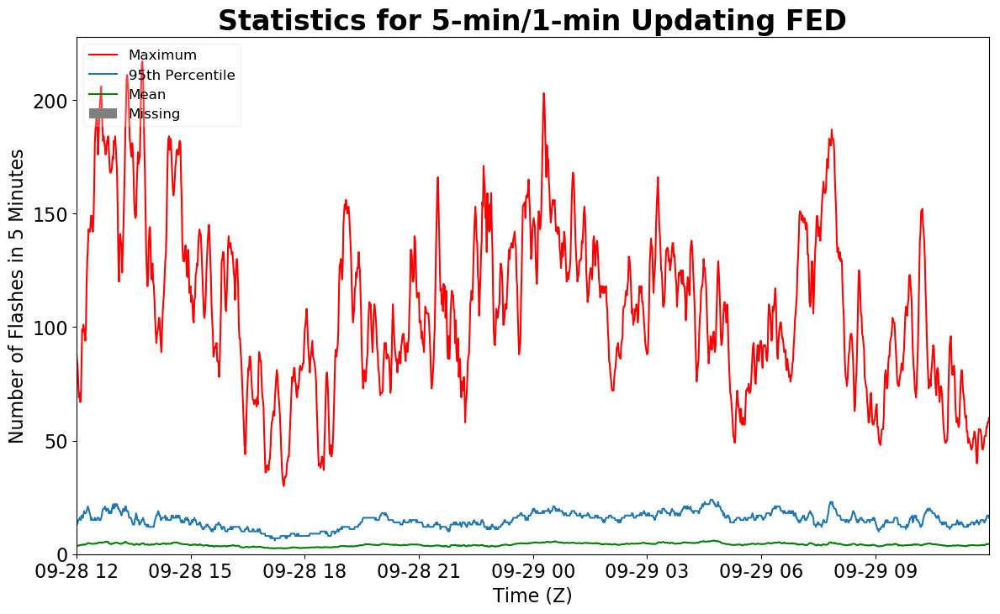 Statistics for 5-min/1-min Updating FED
Maximum
95th Percentile
Mean
Missing
Number of Flashes in 5 Minutes
200
150
100
50
0
09-28 12 09-28 15 09-28 18 09-28 21 09-29 00 09-29 03 09-29 06 09-29 09
Time (Z)